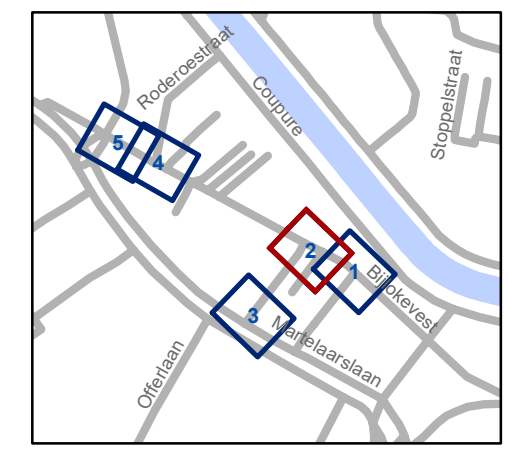 Roderoestraat
Coupure
Stoppelstraat
5
4
2
1
Bijlokevest
3
Martelaarslaan
Offerlaan